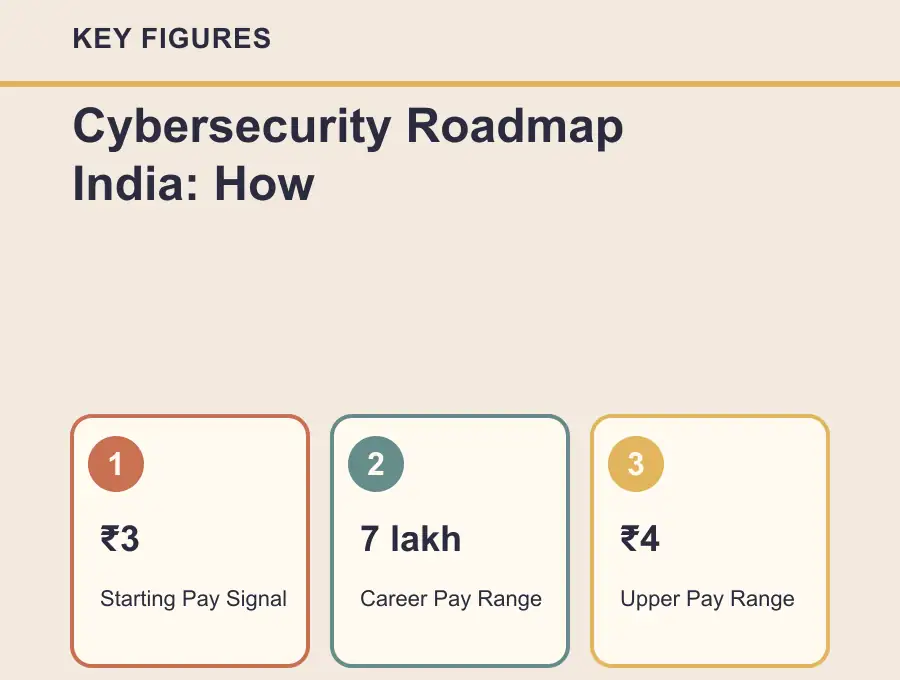 KEY FIGURES
Cybersecurity Roadmap
India: How
1
₹3
Starting Pay Signal
2
7 lakh
Career Pay Range
3
₹4
Upper Pay Range